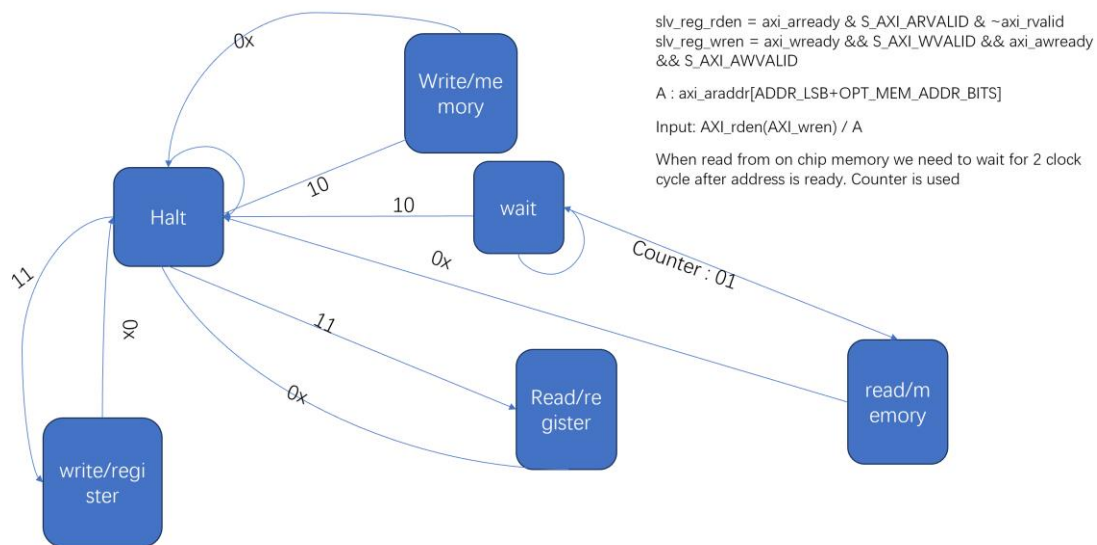 slv_reg_rden = axi_arready & S_AXI_ARVALID & ~axi_rvalid
slv_reg_wren = axi_wready && S_AXI_WVALID && axi_awready
&& S_AXI_AWVALID
A : axi_araddr[ADDR_LSB+OPT_MEM_ADDR_BITS]
Input: AXI_rden(AXI_wren) / A
When read from on chip memory we need to wait for 2 clock
cycle after address is ready. Counter is used
0x
Write/me
mory
10
Halt
10
wait
Counter : 01
0x
11
0x
11
0x
Read/re
gister
read/m
emory
write/regi
ster